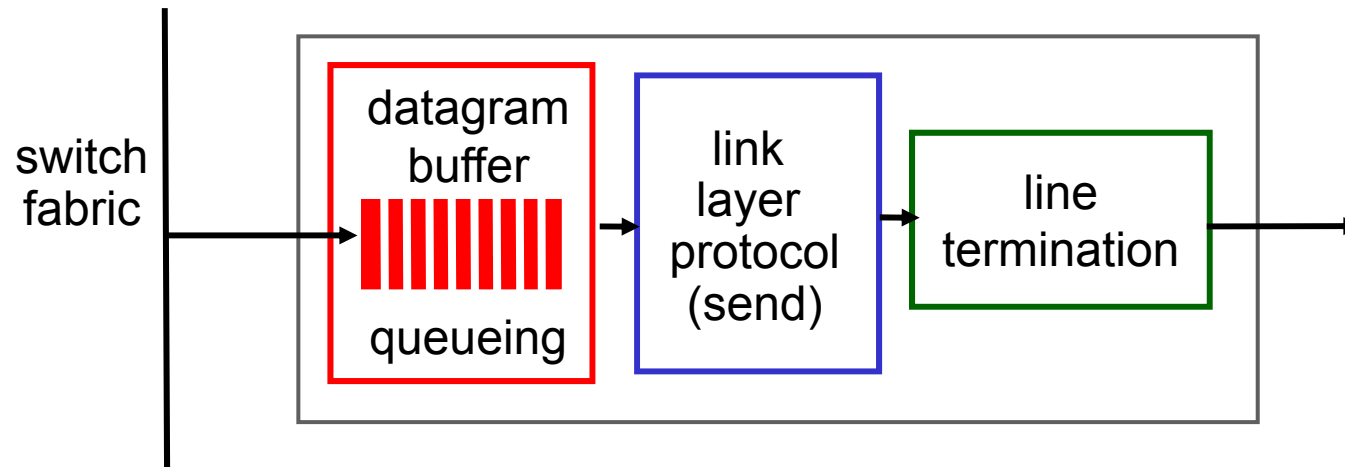 switch
fabric
datagram
buffer
queueing
link
layer
protocol
(send)
line
termination